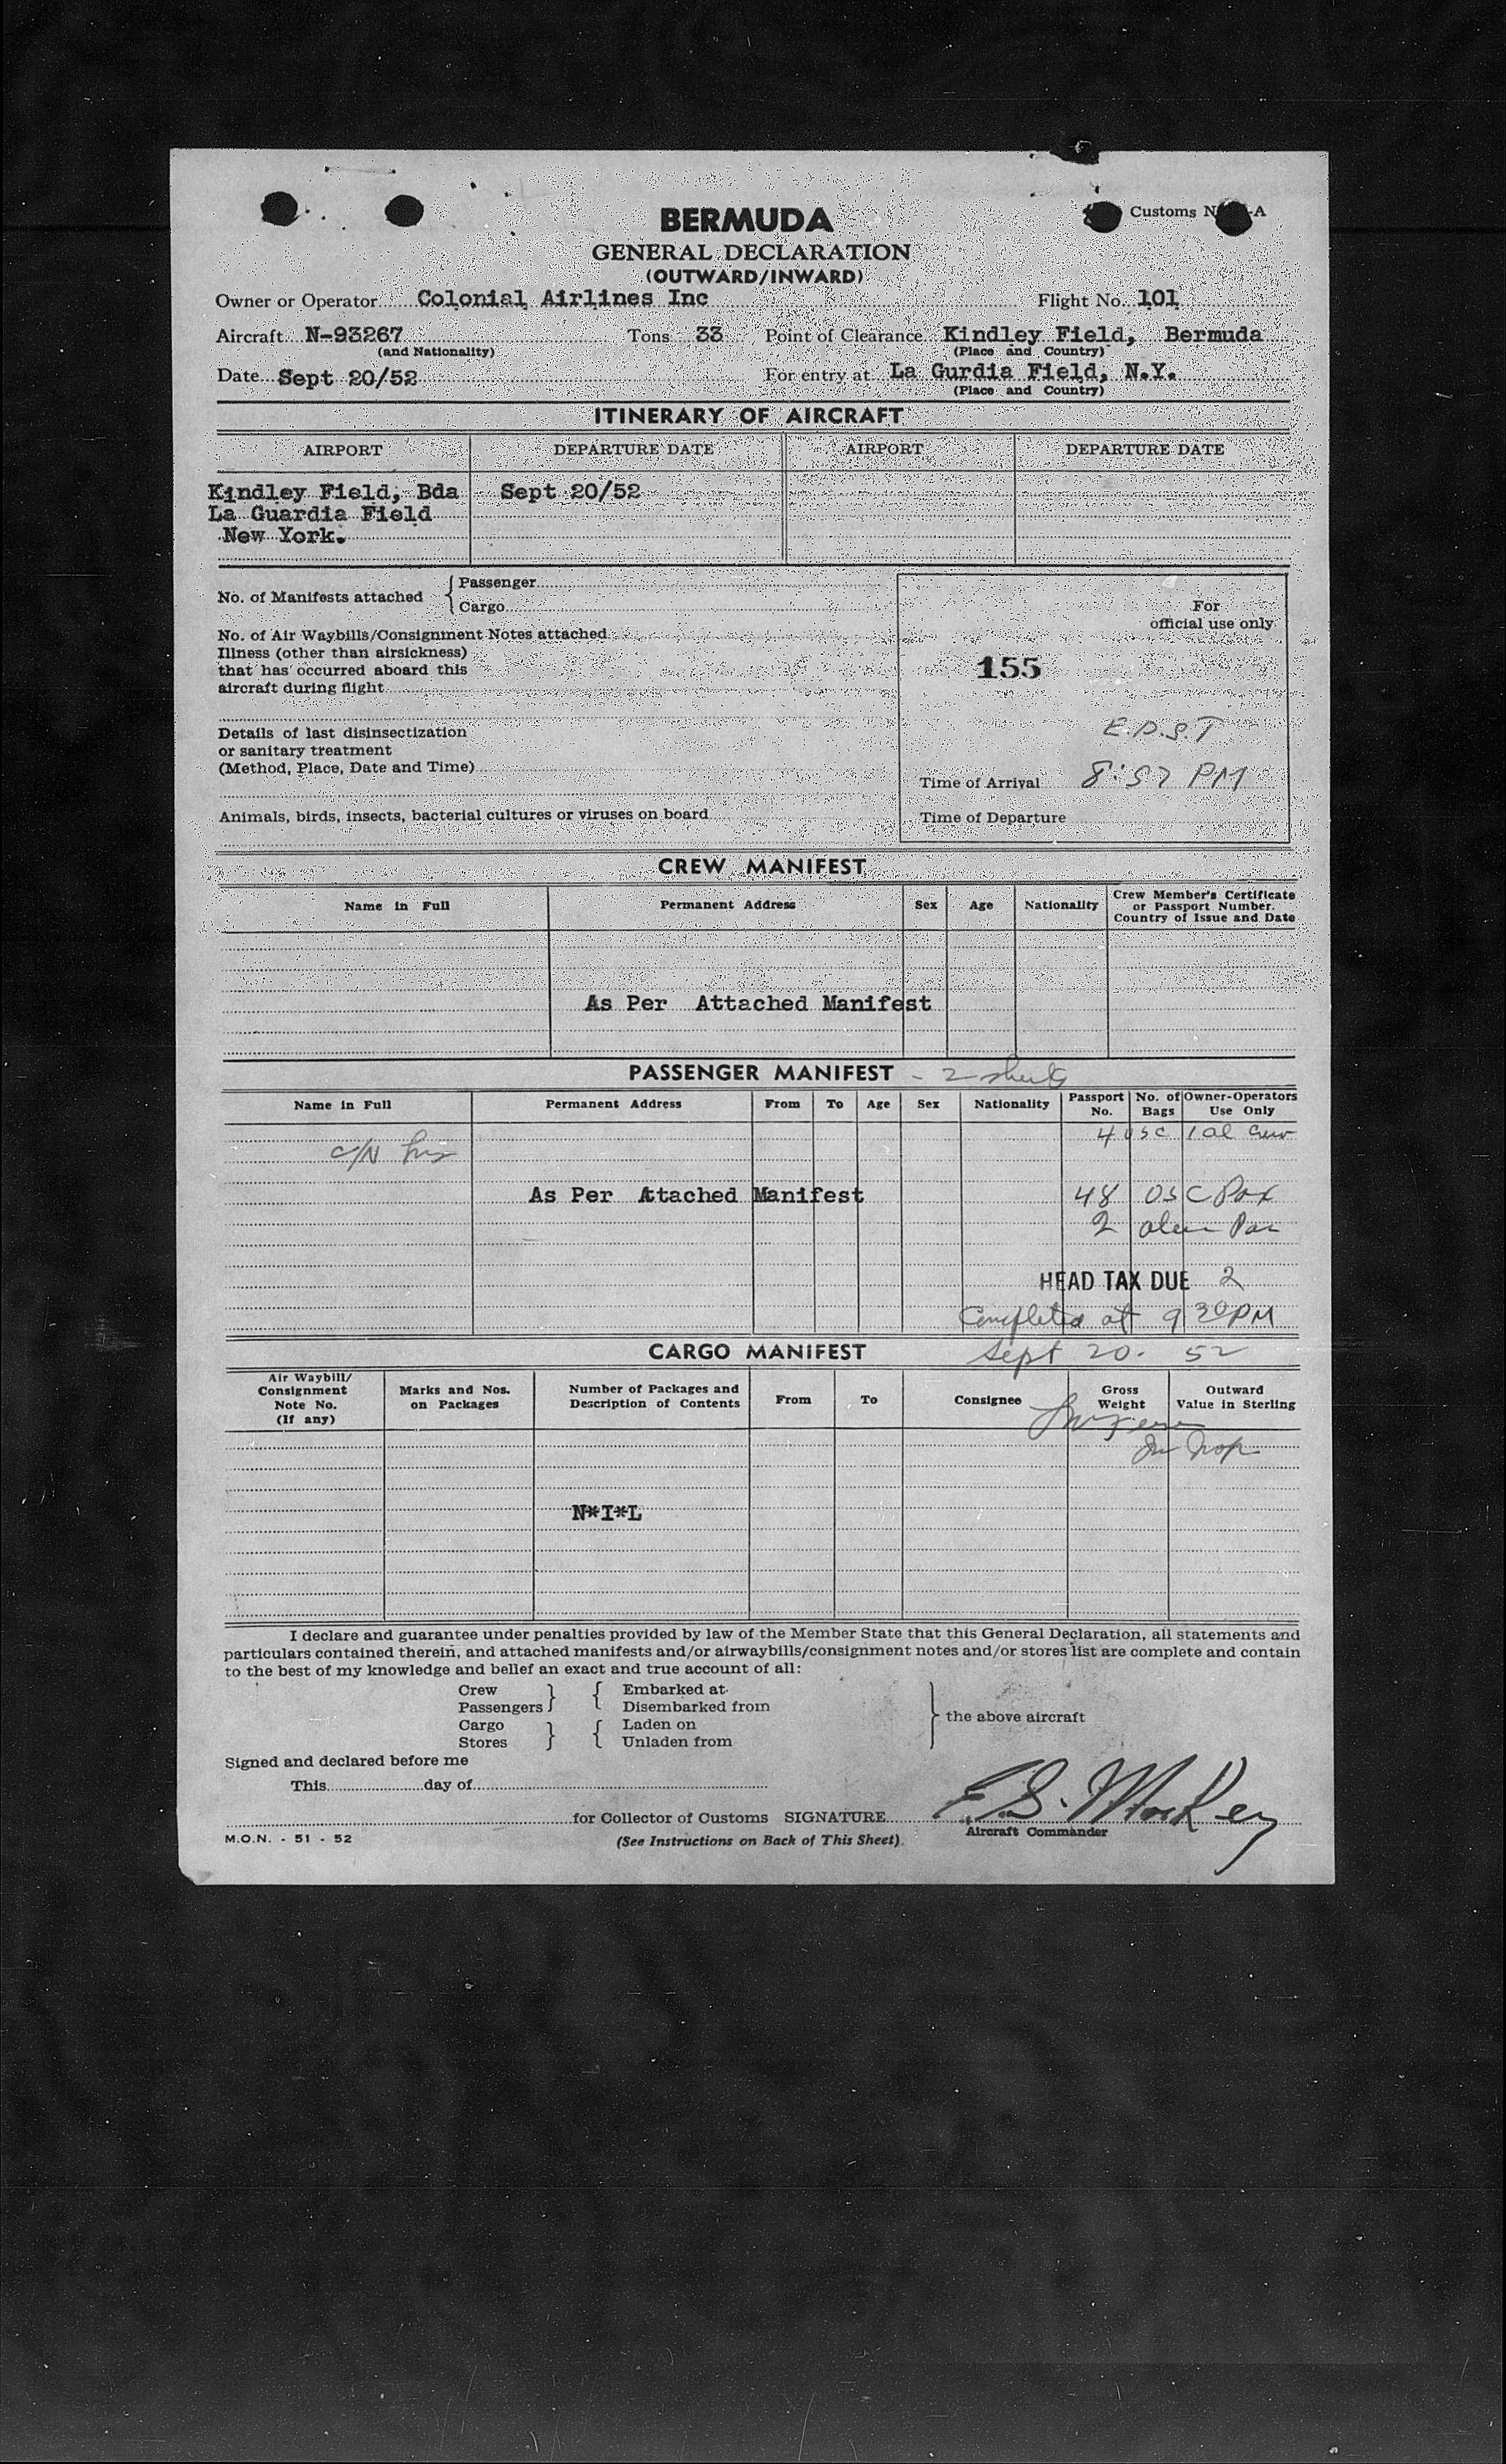 Customs N -A
BERMUDA
GENERAL DECLARATION
(OUTWARD/INWARD)
Owner or Operator Colonial Airlines Inc Flight No. 101
Aircraft N-93267 Tons 33 Point of Clearance Kindley Field, Bermuda
(and Nationality) (Place and Country)
Date Sept 20/52 For entry at La Gurdia Field, N.Y.
(Place and Country)
ITINERARY OF AIRCRAFT
AIRPORT DEPARTURE DATE AIRPORT DEPARTURE DATE
Kindley Field, Bda Sept 20/52
La Guardia Field
New York.
No. of Manifests attached { Passenger
Cargo
For
official use only
No. of Air Waybills/Consignment Notes attached
Illness (other than airsickness)
that has occurred aboard this
aircraft during flight
155
Details of last disinsectization
or sanitary treatment
(Method, Place, Date and Time)
E.D.S.T
Time of Arrival 8:57 PM
Animals, birds, insects, bacterial cultures or viruses on board
Time of Departure
CREW MANIFEST
Name in Full Permanent Address Sex Age Nationality Crew Member's Certificate
or Passport Number.
Country of Issue and Date
As Per Attached Manifest
PASSENGER MANIFEST - 2 sheets
Name in Full Permanent Address From To Age Sex Nationality Passport No. No. of Bags Owner-Operators Use Only
4 USC 1 al Crew
C/N
As Per Attached Manifest 48 USC Pax
2 alien Pax
HEAD TAX DUE 2
Completed at 9 30 PM
Sept 20. 52
CARGO MANIFEST
Air Waybill/
Consignment
Note No.
(If any)
Marks and Nos.
on Packages
Number of Packages and
Description of Contents
From To Consignee
Gross
Weight
Outward
Value in Sterling
N*I*L
I declare and guarantee under penalties provided by law of the Member State that this General Declaration, all statements and
particulars contained therein, and attached manifests and/or airwaybills/consignment notes and/or stores list are complete and contain
to the best of my knowledge and belief an exact and true account of all:
Crew Embarked at
Passengers Disembarked from
the above aircraft
Cargo Laden on
Stores Unladen from
Signed and declared before me
This day of
for Collector of Customs SIGNATURE F.S. MacKey
Aircraft Commander
M.O.N. - 51 - 52 (See Instructions on Back of This Sheet).